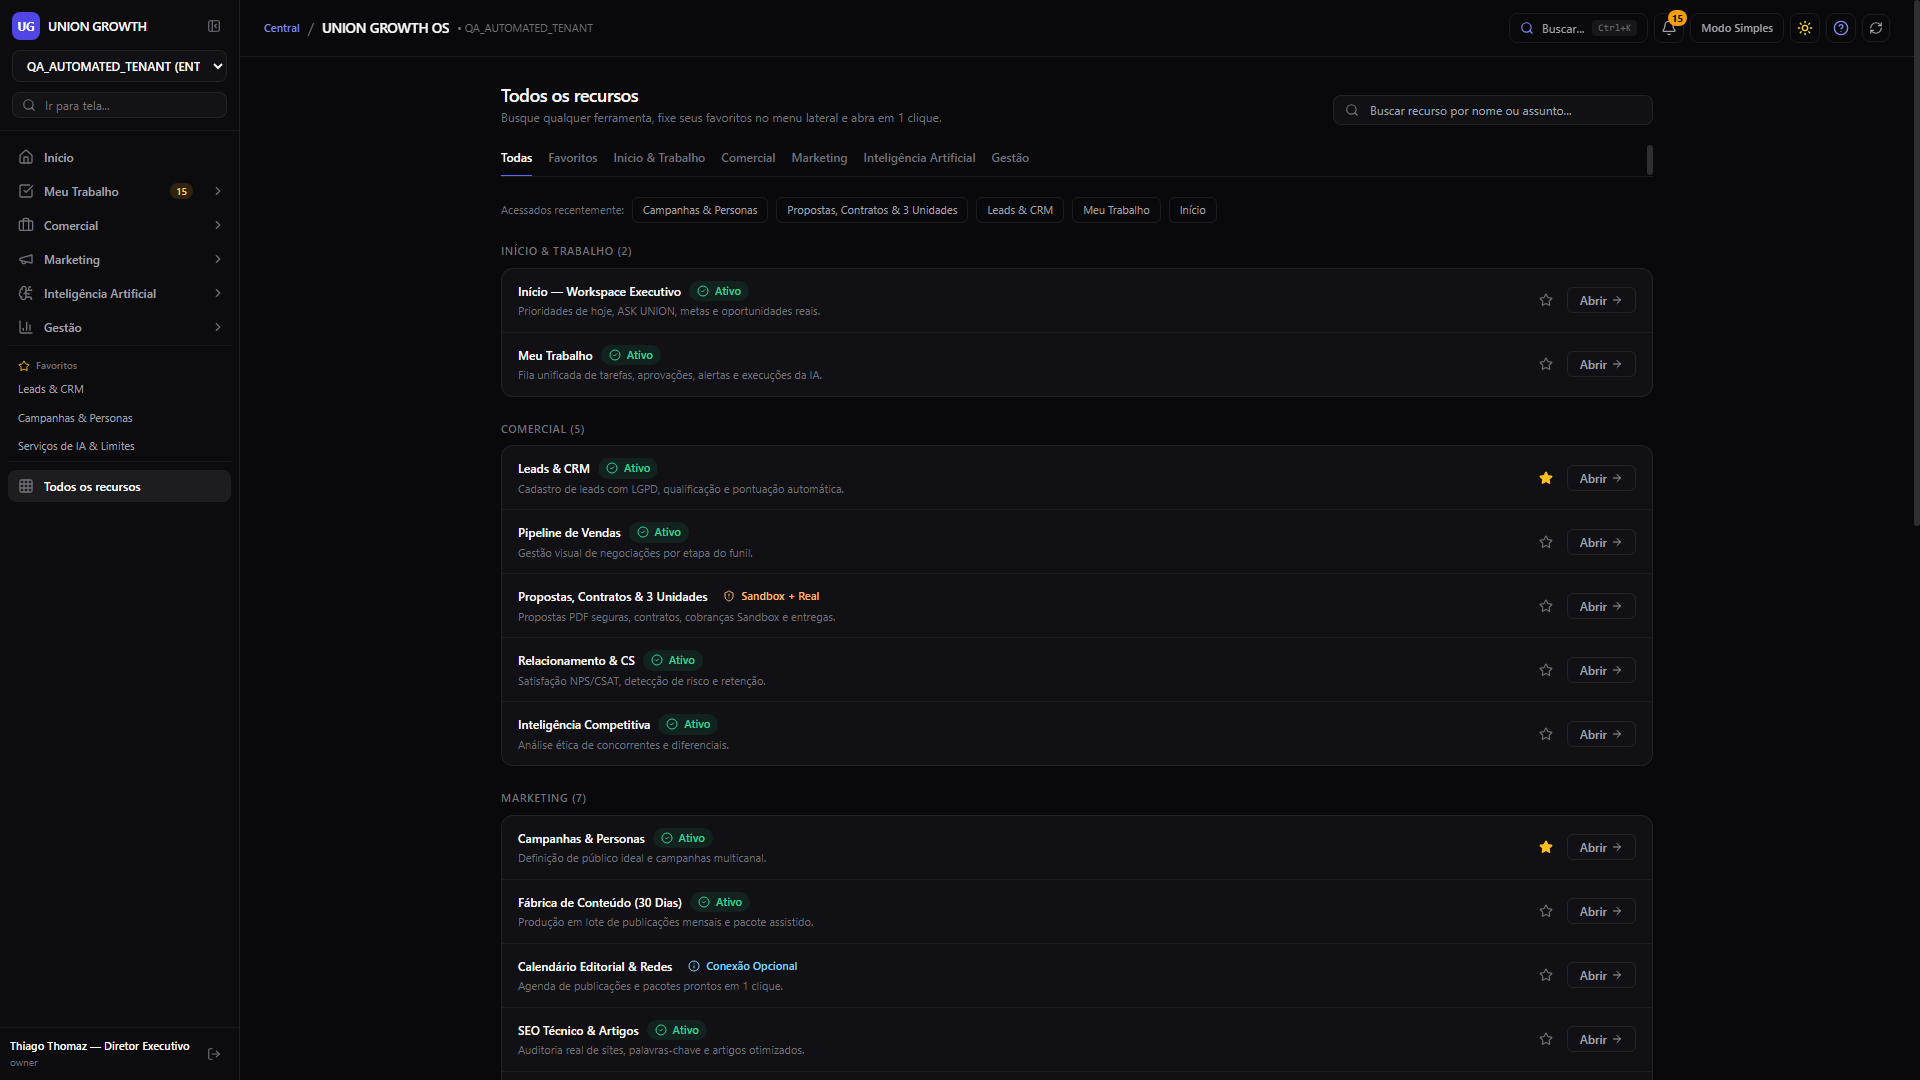 UG UNION GROWTH
QA_AUTOMATED_TENANT (ENT
Ir para tela...
Início
Meu Trabalho 15
Comercial
Marketing
Inteligência Artificial
Gestão
Favoritos
Leads & CRM
Campanhas & Personas
Serviços de IA & Limites
Todos os recursos
Thiago Thomaz — Diretor Executivo
owner
Central / UNION GROWTH OS • QA_AUTOMATED_TENANT
Buscar... Ctrl+K 15 Modo Simples
Todos os recursos
Busque qualquer ferramenta, fixe seus favoritos no menu lateral e abra em 1 clique.
Buscar recurso por nome ou assunto...
Todas Favoritos Início & Trabalho Comercial Marketing Inteligência Artificial Gestão
Acessados recentemente: Campanhas & Personas Propostas, Contratos & 3 Unidades Leads & CRM Meu Trabalho Início
INÍCIO & TRABALHO (2)
Início — Workspace Executivo Ativo
Prioridades de hoje, ASK UNION, metas e oportunidades reais.
Abrir
Meu Trabalho Ativo
Fila unificada de tarefas, aprovações, alertas e execuções da IA.
Abrir
COMERCIAL (5)
Leads & CRM Ativo
Cadastro de leads com LGPD, qualificação e pontuação automática.
Abrir
Pipeline de Vendas Ativo
Gestão visual de negociações por etapa do funil.
Abrir
Propostas, Contratos & 3 Unidades Sandbox + Real
Propostas PDF seguras, contratos, cobranças Sandbox e entregas.
Abrir
Relacionamento & CS Ativo
Satisfação NPS/CSAT, detecção de risco e retenção.
Abrir
Inteligência Competitiva Ativo
Análise ética de concorrentes e diferenciais.
Abrir
MARKETING (7)
Campanhas & Personas Ativo
Definição de público ideal e campanhas multicanal.
Abrir
Fábrica de Conteúdo (30 Dias) Ativo
Produção em lote de publicações mensais e pacote assistido.
Abrir
Calendário Editorial & Redes Conexão Opcional
Agenda de publicações e pacotes prontos em 1 clique.
Abrir
SEO Técnico & Artigos Ativo
Auditoria real de sites, palavras-chave e artigos otimizados.
Abrir